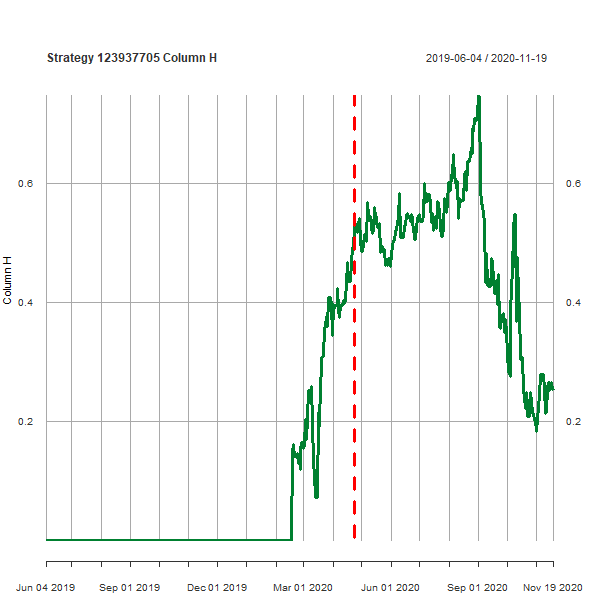 Strategy 123937705 Column H
2019-06-04 / 2020-11-19
Column H
0.6
0.6
0.4
0.4
0.2
0.2
Jun 04 2019
Sep 01 2019
Dec 01 2019
Mar 01 2020
Jun 01 2020
Sep 01 2020
Nov 19 2020